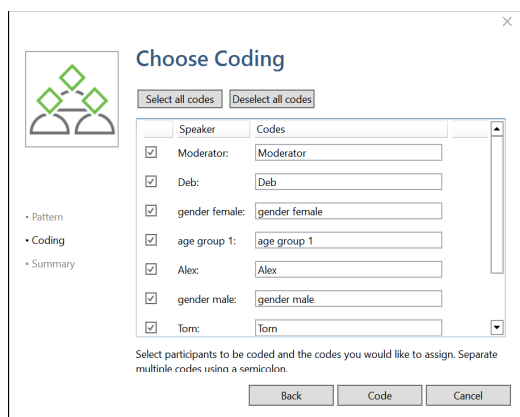 Choose Coding
Select all codes Deselect all codes
Speaker Codes
Moderator: Moderator
Deb: Deb
gender female: gender female
age group 1: age group 1
Alex: Alex
gender male: gender male
Tom: Tom
• Pattern
• Coding
• Summary
Select participants to be coded and the codes you would like to assign. Separate
multiple codes using a semicolon.
Back Code Cancel